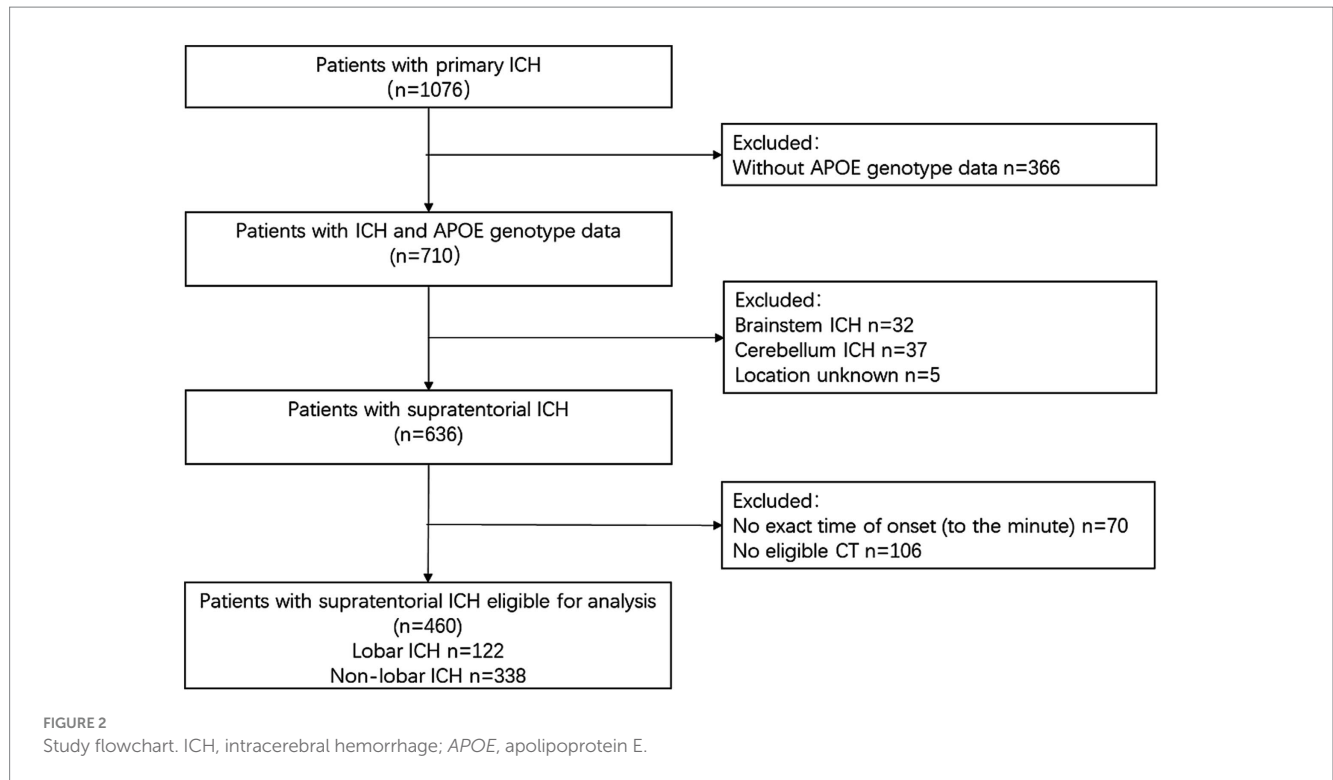 Patients with primary ICH
(n=1076)
Excluded:
Without APOE genotype data n=366
Patients with ICH and APOE genotype data
(n=710)
Excluded:
Brainstem ICH n=32
Cerebellum ICH n=37
Location unknown n=5
Patients with supratentorial ICH
(n=636)
Excluded:
No exact time of onset (to the minute) n=70
No eligible CT n=106
Patients with supratentorial ICH eligible for analysis
(n=460)
Lobar ICH n=122
Non-lobar ICH n=338
FIGURE 2
Study flowchart. ICH, intracerebral hemorrhage; APOE, apolipoprotein E.